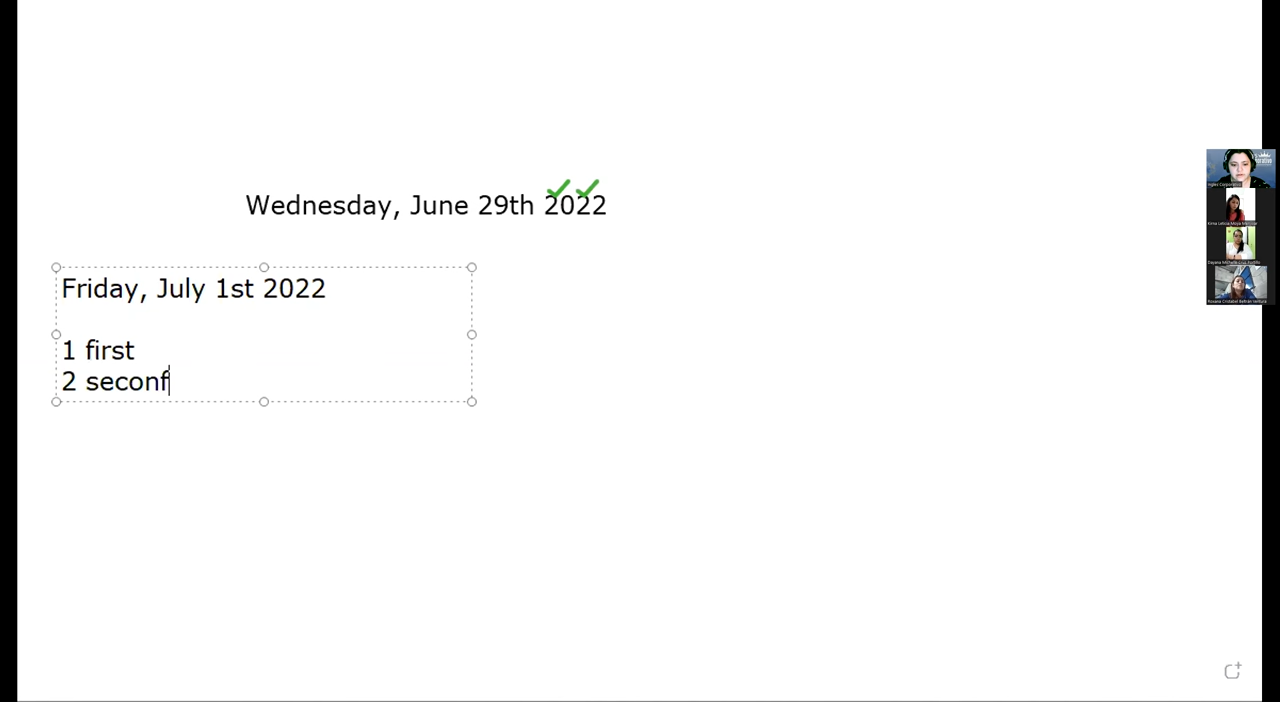 Wednesday, June 29th 2022
Friday, July 1st 2022
1 first
2 seconf